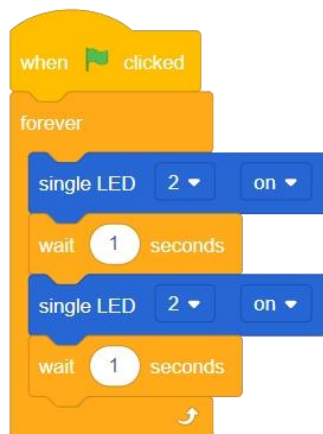 when clicked
forever
single LED 2 on
wait 1 seconds
single LED 2 on
wait 1 seconds